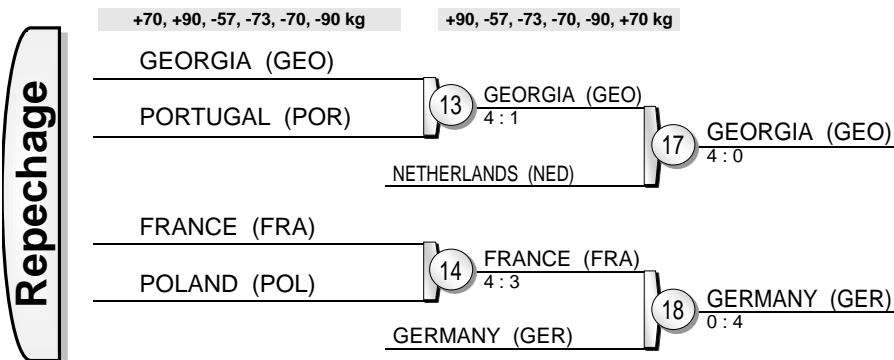 +70, +90, -57, -73, -70, -90 kg
+90, -57, -73, -70, -90, +70 kg
Repechage
GEORGIA (GEO)
PORTUGAL (POR)
13
GEORGIA (GEO)
4 : 1
NETHERLANDS (NED)
17
GEORGIA (GEO)
4 : 0
FRANCE (FRA)
POLAND (POL)
14
FRANCE (FRA)
4 : 3
GERMANY (GER)
18
GERMANY (GER)
0 : 4